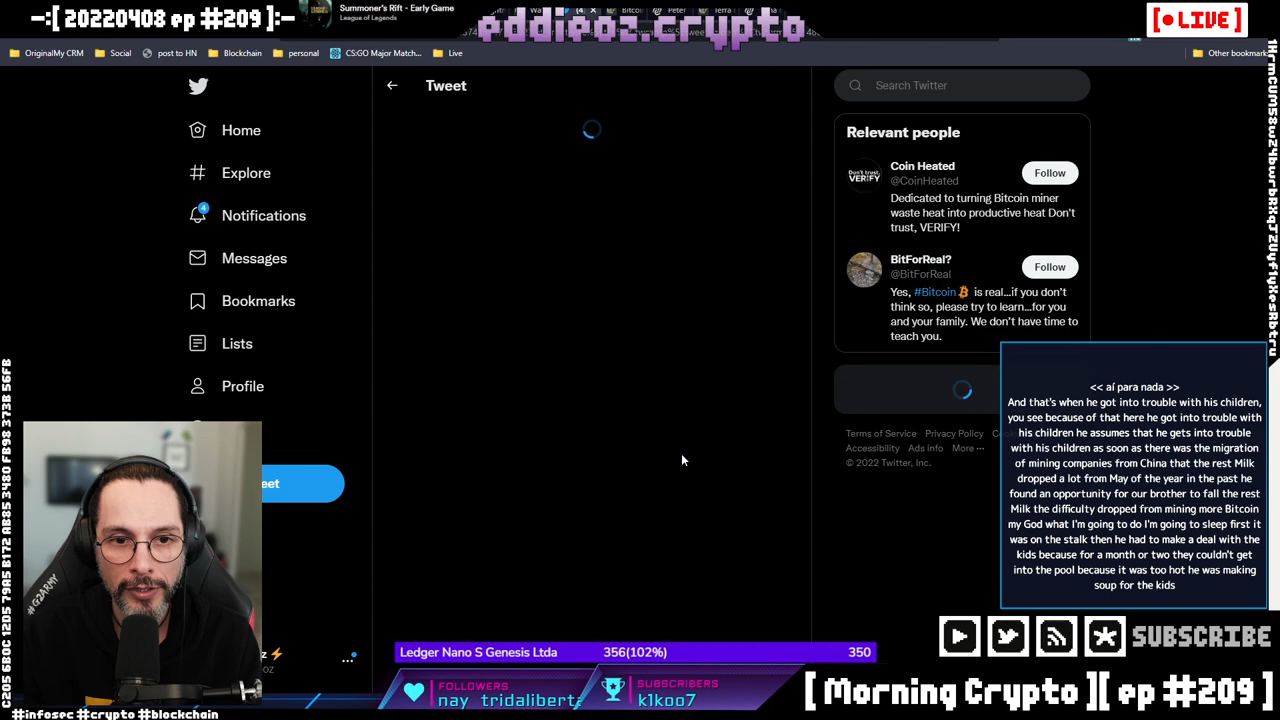 -:[ 20220408 ep #209 ]:-
Summoner's Rift - Early Game
League of Legends
eddieoz.crypto
[●LIVE]
OriginalMy CRM
Social
post to HN
Blockchain
personal
CS:GO Major Match...
Live
Other bookmark
Home
Explore
Notifications
4
Messages
Bookmarks
Lists
Profile
Tweet
Search Twitter
Relevant people
Coin Heated
@CoinHeated
Follow
Dedicated to turning Bitcoin miner
waste heat into productive heat Don't
trust, VERIFY!
BitForReal?
@BitForReal
Follow
Yes, #Bitcoin is real...if you don't
think so, please try to learn...for you
and your family. We don't have time to
teach you.
Terms of Service Privacy Policy
Accessibility Ads info More ···
© 2022 Twitter, Inc.
<< aí para nada >>
And that's when he got into trouble with his children,
you see because of that here he got into trouble with
his children he assumes that he gets into trouble
with his children as soon as there was the migration
of mining companies from China that the rest Milk
dropped a lot from May of the year in the past he
found an opportunity for our brother to fall the rest
Milk the difficulty dropped from mining more Bitcoin
my God what I'm going to do I'm going to sleep first it
was on the stalk then he had to make a deal with the
kids because for a month or two they couldn't get
into the pool because it was too hot he was making
soup for the kids
#G2ARMY
SUBSCRIBE
Ledger Nano S Genesis Ltda 356(102%) 350
FOLLOWERS
nay tridaliberta
SUBSCRIBERS
k1koo7
[ Morning Crypto ][ ep #209 ]
#infosec #crypto #blockchain